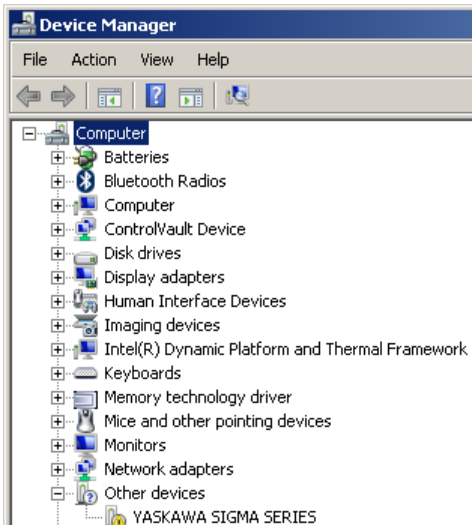 Device Manager
File Action View Help
Computer
Batteries
Bluetooth Radios
Computer
ControlVault Device
Disk drives
Display adapters
Human Interface Devices
Imaging devices
Intel(R) Dynamic Platform and Thermal Framework
Keyboards
Memory technology driver
Mice and other pointing devices
Monitors
Network adapters
Other devices
YASKAWA SIGMA SERIES